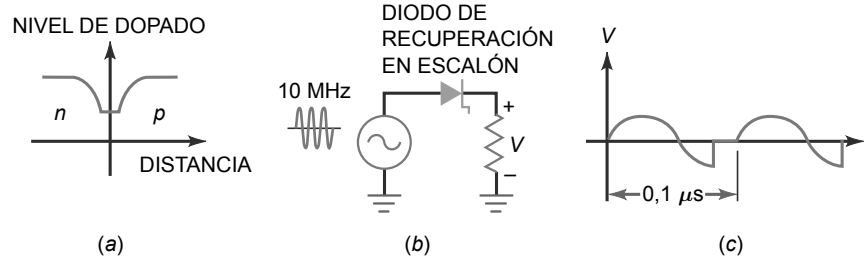 NIVEL DE DOPADO
n
p
DISTANCIA
(a)
DIODO DE
RECUPERACIÓN
EN ESCALÓN
10 MHz
+
V
–
(b)
V
0,1 μs
(c)